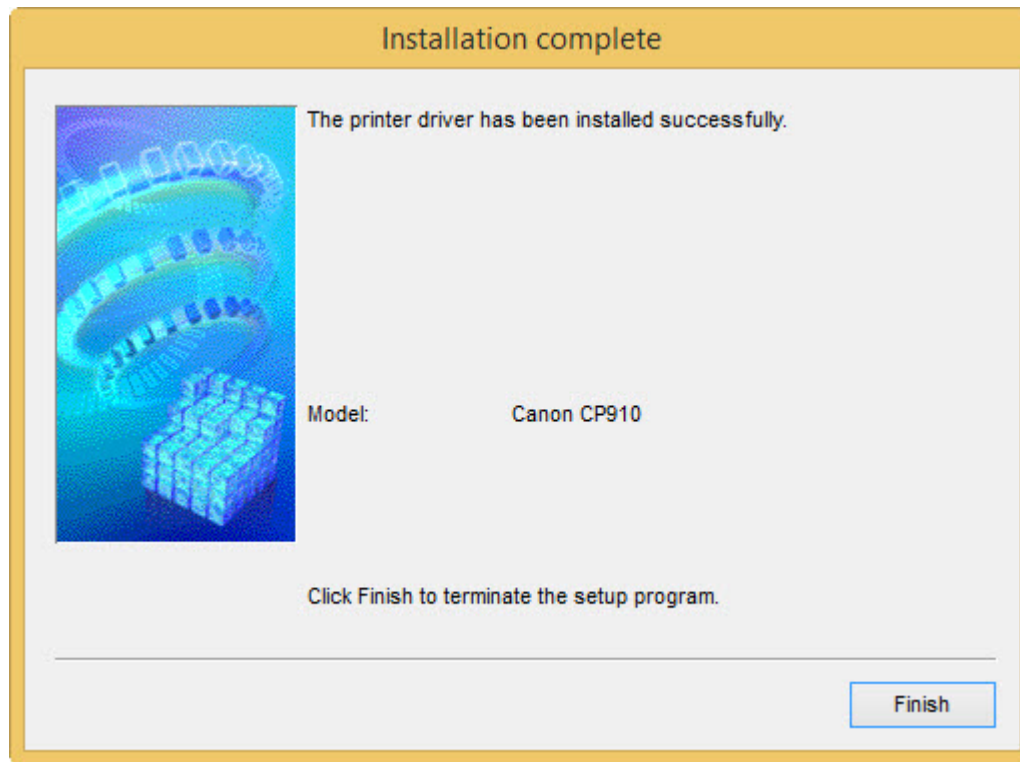 Installation complete
The printer driver has been installed successfully.
Model: Canon CP910
Click Finish to terminate the setup program.
Finish